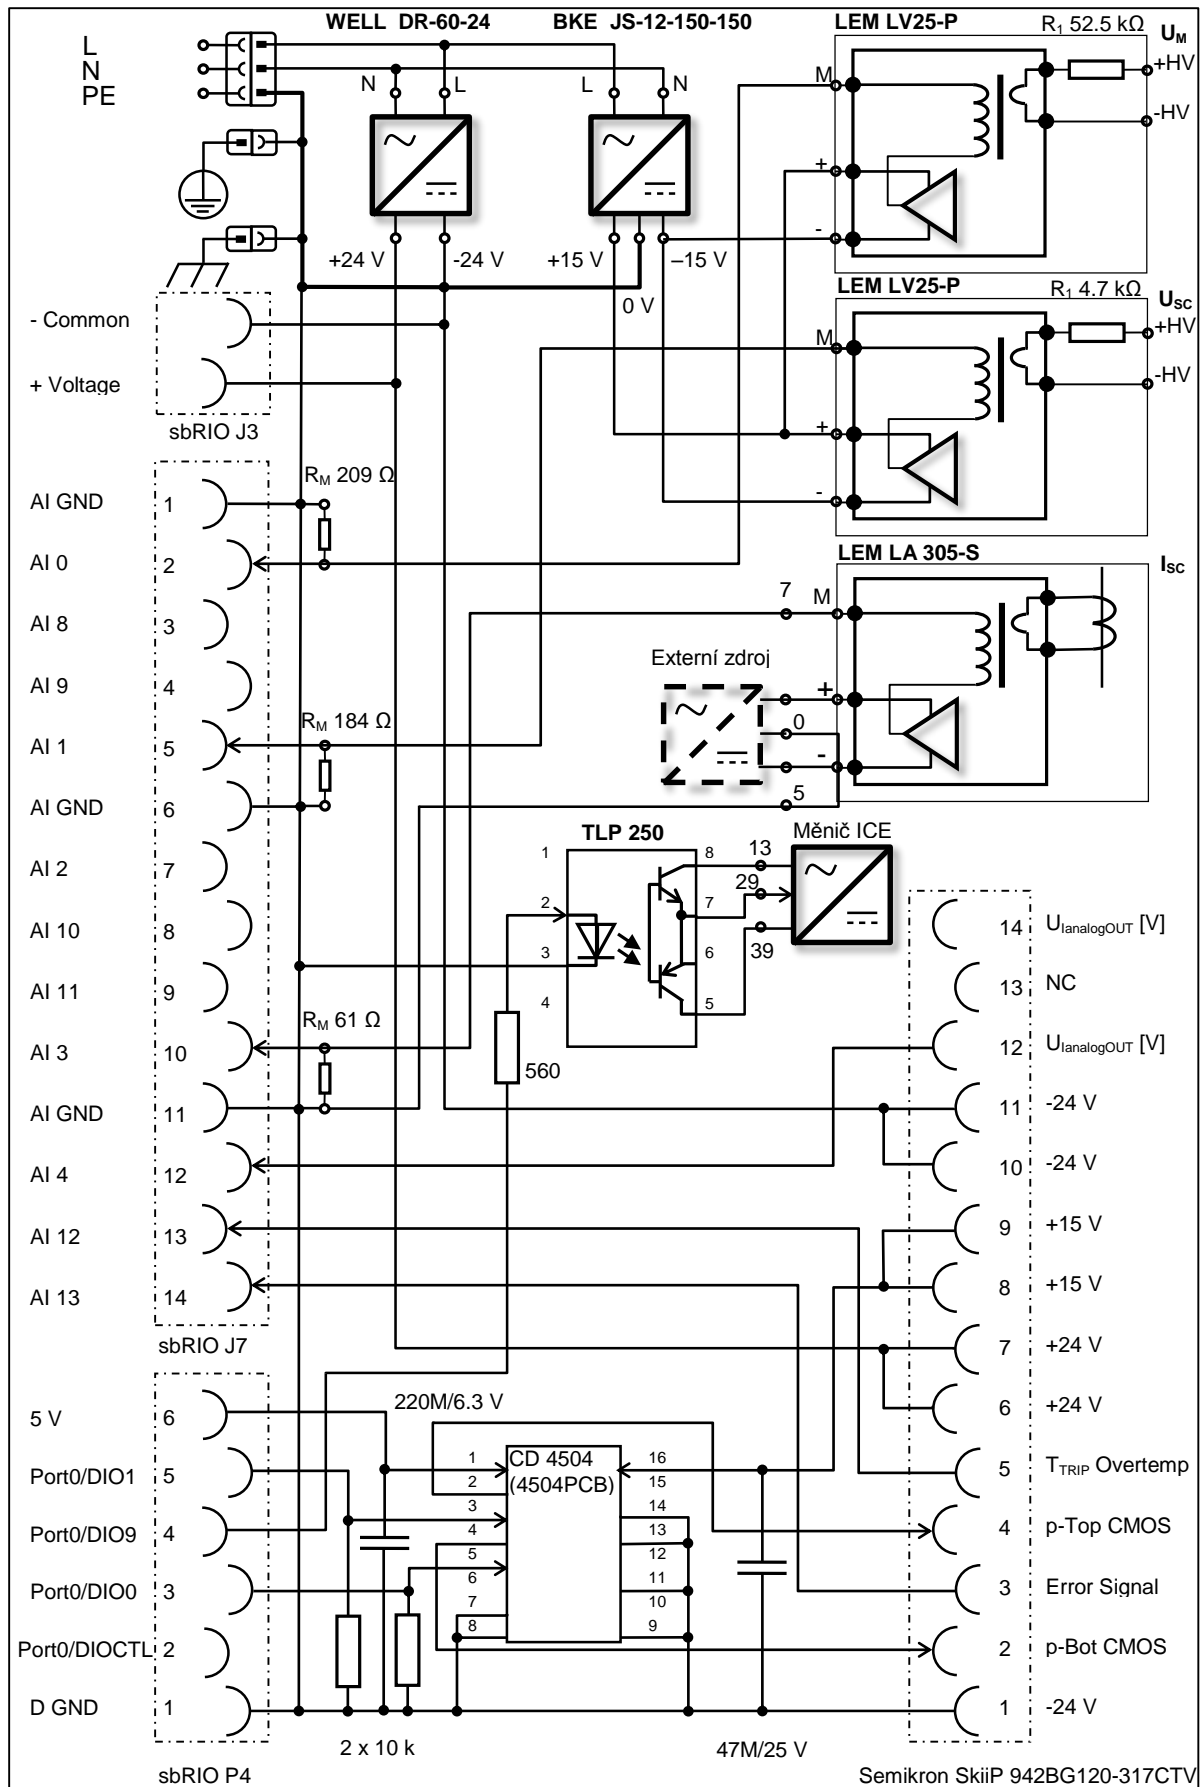 WELL DR-60-24
BKE JS-12-150-150
LEM LV25-P
R₁ 52.5 kΩ
U_M
L
N
PE
N
L
L
N
M
+HV
-HV
+
-
+24 V
-24 V
+15 V
–15 V
0 V
LEM LV25-P
R₁ 4.7 kΩ
U_SC
+HV
-HV
M
+
-
- Common
+ Voltage
sbRIO J3
R_M 209 Ω
AI GND 1
AI 0 2
AI 8 3
AI 9 4
AI 1 5
R_M 184 Ω
AI GND 6
AI 2 7
AI 10 8
AI 11 9
AI 3 10
R_M 61 Ω
AI GND 11
AI 4 12
AI 12 13
AI 13 14
sbRIO J7
LEM LA 305-S
I_SC
7
M
Externí zdroj
+
0
-
5
TLP 250
Měnič ICE
1
2
3
4
8
7
6
5
13
29
39
560
14 U_IanalogOUT [V]
13 NC
12 U_IanalogOUT [V]
11 -24 V
10 -24 V
9 +15 V
8 +15 V
7 +24 V
6 +24 V
5 T_TRIP Overtemp
4 p-Top CMOS
3 Error Signal
2 p-Bot CMOS
1 -24 V
5 V 6
Port0/DIO1 5
Port0/DIO9 4
Port0/DIO0 3
Port0/DIOCTL 2
D GND 1
sbRIO P4
220M/6.3 V
CD 4504
(4504PCB)
1
2
3
4
5
6
7
8
16
15
14
13
12
11
10
9
2 x 10 k
47M/25 V
Semikron SkiiP 942BG120-317CTV